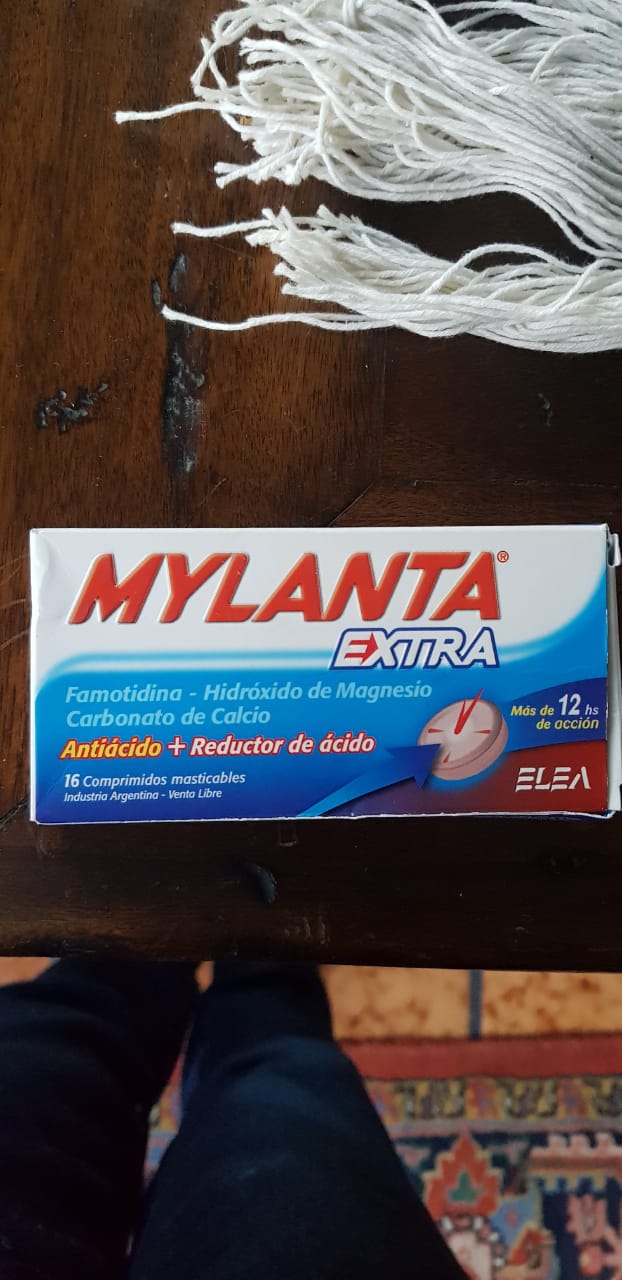 MYLANTA®
EXTRA
Famotidina - Hidróxido de Magnesio
Carbonato de Calcio
Antiácido + Reductor de ácido
16 Comprimidos masticables
Industria Argentina - Venta Libre
Más de 12 hs
de acción
ELEA